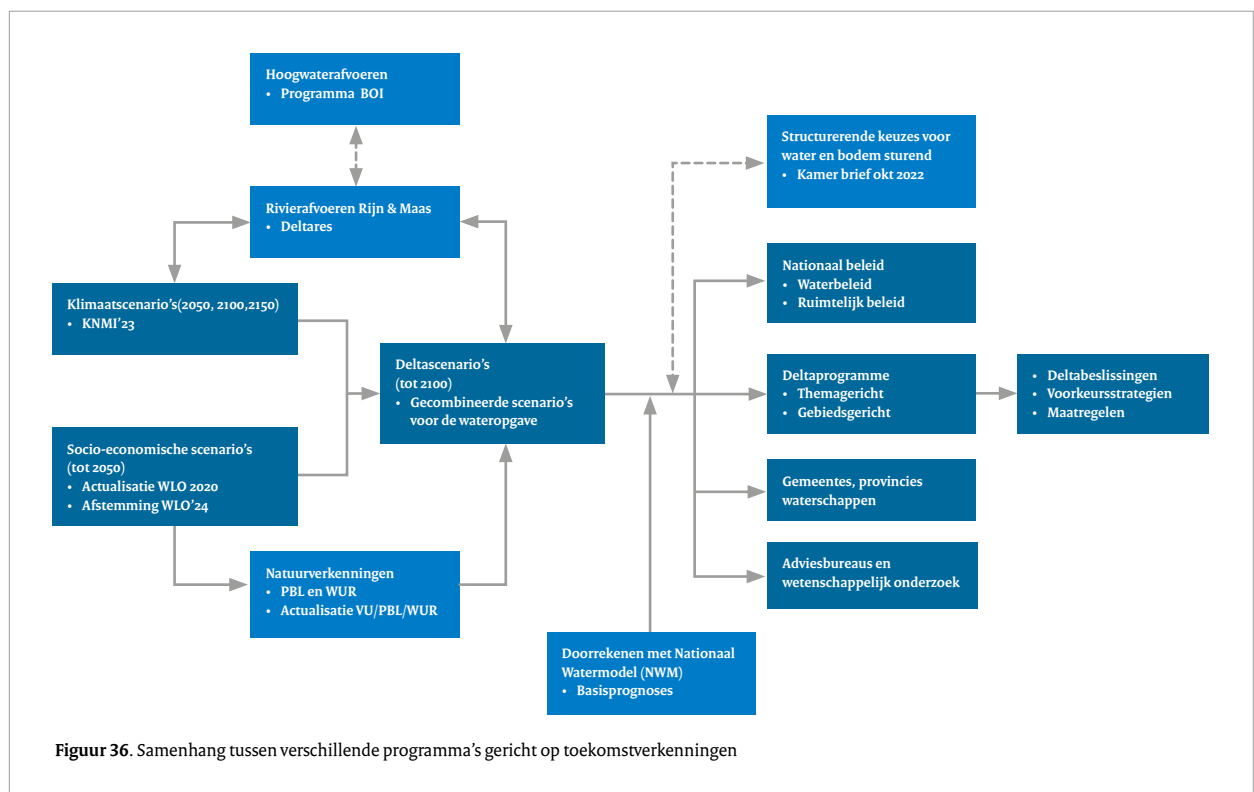 Hoogwaterafvoeren
• Programma BOI
Rivierafvoeren Rijn & Maas
• Deltares
Klimaatscenario's(2050, 2100,2150)
• KNMI'23
Socio-economische scenario's
(tot 2050)
• Actualisatie WLO 2020
• Afstemming WLO'24
Natuurverkenningen
• PBL en WUR
• Actualisatie VU/PBL/WUR
Deltascenario's
(tot 2100)
• Gecombineerde scenario's
voor de wateropgave
Doorrekenen met Nationaal
Watermodel (NWM)
• Basisprognoses
Structurerende keuzes voor
water en bodem sturend
• Kamer brief okt 2022
Nationaal beleid
• Waterbeleid
• Ruimtelijk beleid
Deltaprogramme
• Themagericht
• Gebiedsgericht
• Deltabeslissingen
• Voorkeursstrategien
• Maatregelen
Gemeentes, provincies
waterschappen
Adviesbureaus en
wetenschappelijk onderzoek
Figuur 36. Samenhang tussen verschillende programma's gericht op toekomstverkenningen